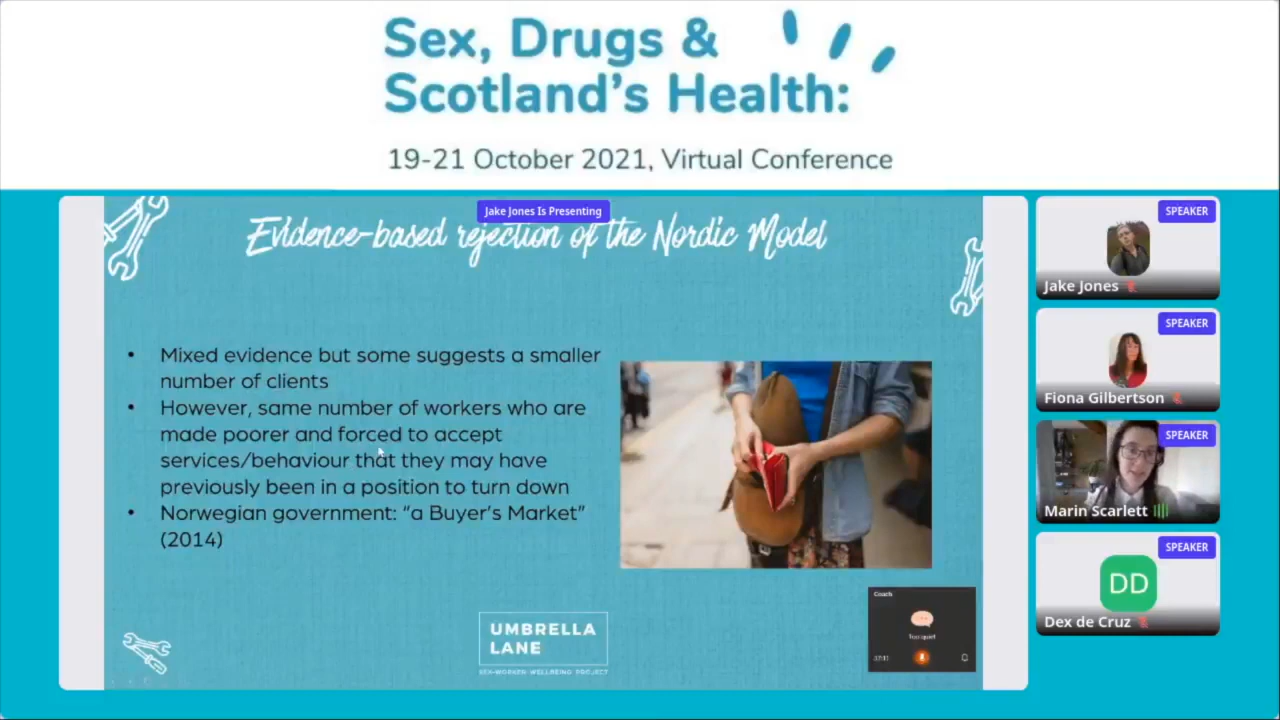 Sex, Drugs &
Scotland's Health:
19-21 October 2021, Virtual Conference
Jake Jones Is Presenting
Evidence-based rejection of the Nordic Model
• Mixed evidence but some suggests a smaller
number of clients
• However, same number of workers who are
made poorer and forced to accept
services/behaviour that they may have
previously been in a position to turn down
• Norwegian government: “a Buyer’s Market”
(2014)
UMBRELLA
LANE
SEX-WORKER WELLBEING PROJECT
Coach
Too quiet
SPEAKER
Jake Jones
SPEAKER
Fiona Gilbertson
SPEAKER
Marin Scarlett
SPEAKER
DD
Dex de Cruz